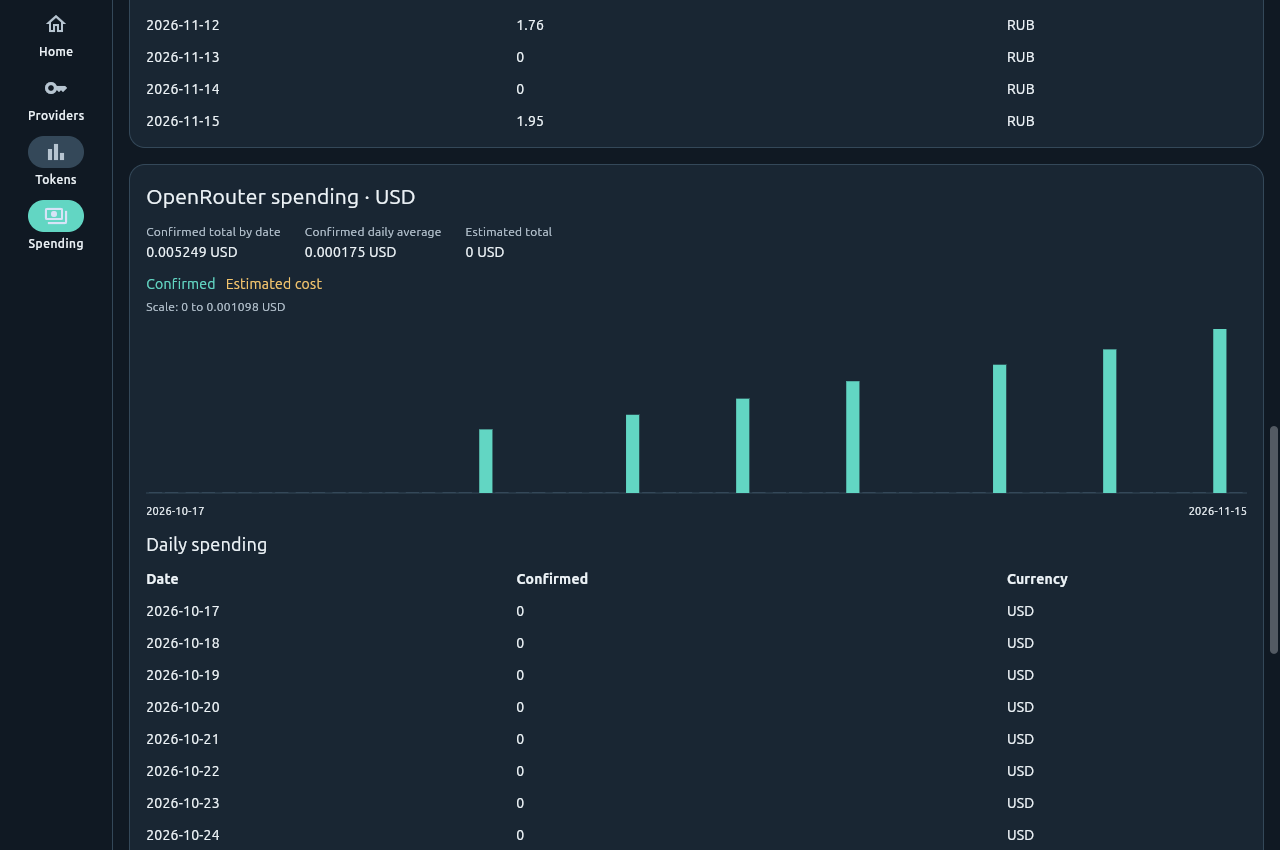 Home
Providers
Tokens
Spending
2026-11-12 1.76 RUB
2026-11-13 0 RUB
2026-11-14 0 RUB
2026-11-15 1.95 RUB
OpenRouter spending · USD
Confirmed total by date Confirmed daily average Estimated total
0.005249 USD 0.000175 USD 0 USD
Confirmed Estimated cost
Scale: 0 to 0.001098 USD
2026-10-17 2026-11-15
Daily spending
Date Confirmed Currency
2026-10-17 0 USD
2026-10-18 0 USD
2026-10-19 0 USD
2026-10-20 0 USD
2026-10-21 0 USD
2026-10-22 0 USD
2026-10-23 0 USD
2026-10-24 0 USD